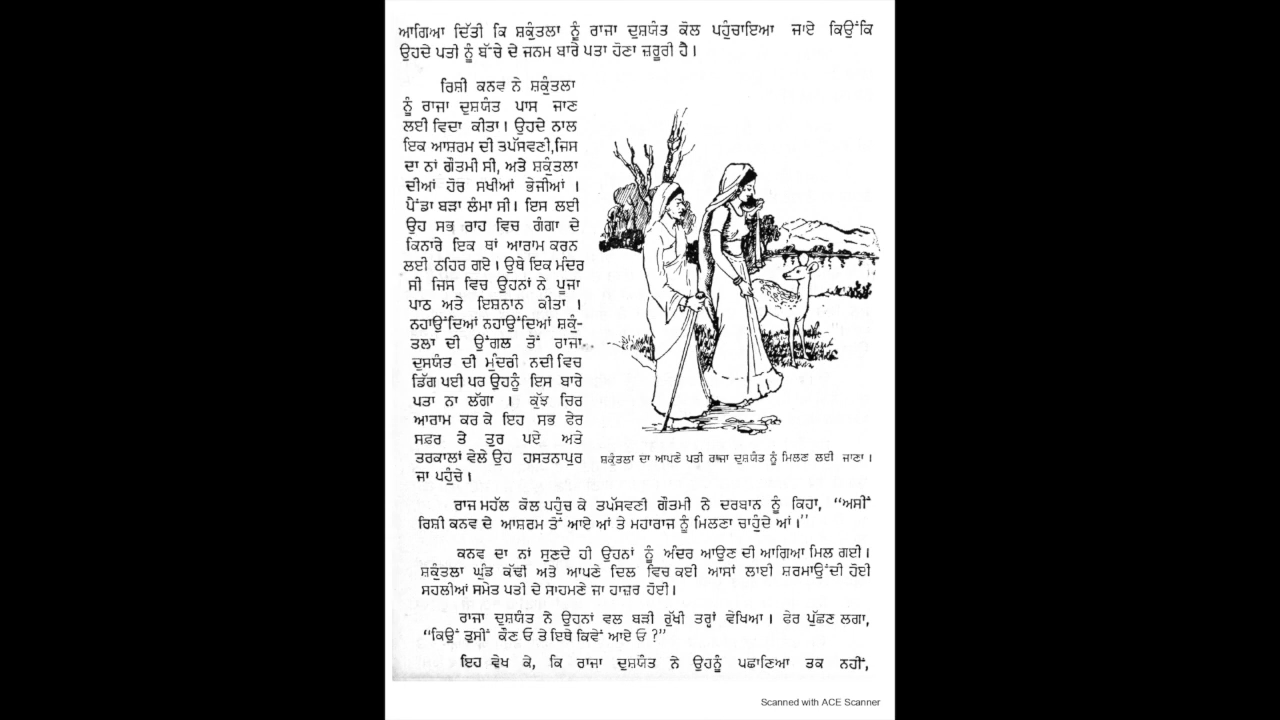 ਆਗਿਆ ਦਿੱਤੀ ਕਿ ਸ਼ਕੁੰਤਲਾ ਨੂੰ ਰਾਜਾ ਦੁਸ਼ਯੰਤ ਕੋਲ ਪਹੁੰਚਾਇਆ ਜਾਏ ਕਿਉਂਕਿ
ਉਹਦੇ ਪਤੀ ਨੂੰ ਬੱਚੇ ਦੇ ਜਨਮ ਬਾਰੇ ਪਤਾ ਹੋਣਾ ਜ਼ਰੂਰੀ ਹੈ।
ਰਿਸ਼ੀ ਕਨਵ ਨੇ ਸ਼ਕੁੰਤਲਾ
ਨੂੰ ਰਾਜਾ ਦੁਸ਼ਯੰਤ ਪਾਸ ਜਾਣ
ਲਈ ਵਿਦਾ ਕੀਤਾ। ਉਹਦੇ ਨਾਲ
ਇਕ ਆਸ਼ਰਮ ਦੀ ਤਪੱਸਵਣੀ,ਜਿਸ
ਦਾ ਨਾਂ ਗੌਤਮੀ ਸੀ, ਅਤੇ ਸ਼ਕੁੰਤਲਾ
ਦੀਆਂ ਹੋਰ ਸਖੀਆਂ ਭੇਜੀਆਂ ।
ਪੈਂਡਾ ਬੜਾ ਲੰਮਾ ਸੀ। ਇਸ ਲਈ
ਉਹ ਸਭ ਰਾਹ ਵਿਚ ਗੰਗਾ ਦੇ
ਕਿਨਾਰੇ ਇਕ ਥਾਂ ਆਰਾਮ ਕਰਨ
ਲਈ ਠਹਿਰ ਗਏ। ਉਥੇ ਇਕ ਮੰਦਰ
ਸੀ ਜਿਸ ਵਿਚ ਉਹਨਾਂ ਨੇ ਪੂਜਾ
ਪਾਠ ਅਤੇ ਇਸ਼ਨਾਨ ਕੀਤਾ ।
ਨਹਾਉਂਦਿਆਂ ਨਹਾਉਂਦਿਆਂ ਸ਼ਕੁੰ-
ਤਲਾ ਦੀ ਉਂਗਲ ਤੋਂ ਰਾਜਾ
ਦੁਸਯੰਤ ਦੀ ਮੁੰਦਰੀ ਨਦੀ ਵਿਚ
ਡਿੱਗ ਪਈ ਪਰ ਉਹਨੂੰ ਇਸ ਬਾਰੇ
ਪਤਾ ਨਾ ਲੱਗਾ । ਕੁੱਝ ਚਿਰ
ਆਰਾਮ ਕਰ ਕੇ ਇਹ ਸਭ ਫੇਰ
ਸਫ਼ਰ ਤੇ ਤੁਰ ਪਏ ਅਤੇ
ਤਰਕਾਲਾਂ ਵੇਲੇ ਉਹ ਹਸਤਨਾਪੁਰ
ਜਾ ਪਹੁੰਚੇ।
ਸ਼ਕੁੰਤਲਾ ਦਾ ਆਪਣੇ ਪਤੀ ਰਾਜਾ ਦੁਸ਼ਯੰਤ ਨੂੰ ਮਿਲਣ ਲਈ ਜਾਣਾ।
ਰਾਜ ਮਹੱਲ ਕੋਲ ਪਹੁੰਚ ਕੇ ਤਪੱਸਵਣੀ ਗੌਤਮੀ ਨੇ ਦਰਬਾਨ ਨੂੰ ਕਿਹਾ, “ਅਸੀਂ
ਰਿਸ਼ੀ ਕਨਵ ਦੇ ਆਸ਼ਰਮ ਤੋਂ ਆਏ ਆਂ ਤੇ ਮਹਾਰਾਜ ਨੂੰ ਮਿਲਣਾ ਚਾਹੁੰਦੇ ਆਂ।”
ਕਨਵ ਦਾ ਨਾਂ ਸੁਣਦੇ ਹੀ ਉਹਨਾਂ ਨੂੰ ਅੰਦਰ ਆਉਣ ਦੀ ਆਗਿਆ ਮਿਲ ਗਈ।
ਸ਼ਕੁੰਤਲਾ ਘੁੰਡ ਕੱਢੀ ਅਤੇ ਆਪਣੇ ਦਿਲ ਵਿਚ ਕਈ ਆਸਾਂ ਲਾਈ ਸ਼ਰਮਾਉਂਦੀ ਹੋਈ
ਸਹਲੀਆਂ ਸਮੇਤ ਪਤੀ ਦੇ ਸਾਹਮਣੇ ਜਾ ਹਾਜ਼ਰ ਹੋਈ।
ਰਾਜਾ ਦੁਸ਼ਯੰਤ ਨੇ ਉਹਨਾਂ ਵਲ ਬੜੀ ਰੁੱਖੀ ਤਰ੍ਹਾਂ ਵੇਖਿਆ। ਫੇਰ ਪੁੱਛਣ ਲਗਾ,
“ਕਿਉਂ ਤੁਸੀਂ ਕੌਣ ਓ ਤੇ ਇਥੇ ਕਿਵੇਂ ਆਏ ਓ ?”
ਇਹ ਵੇਖ ਕੇ, ਕਿ ਰਾਜਾ ਦੁਸ਼ਯੰਤ ਨੇ ਉਹਨੂੰ ਪਛਾਣਿਆ ਤਕ ਨਹੀਂ,
Scanned with ACE Scanner